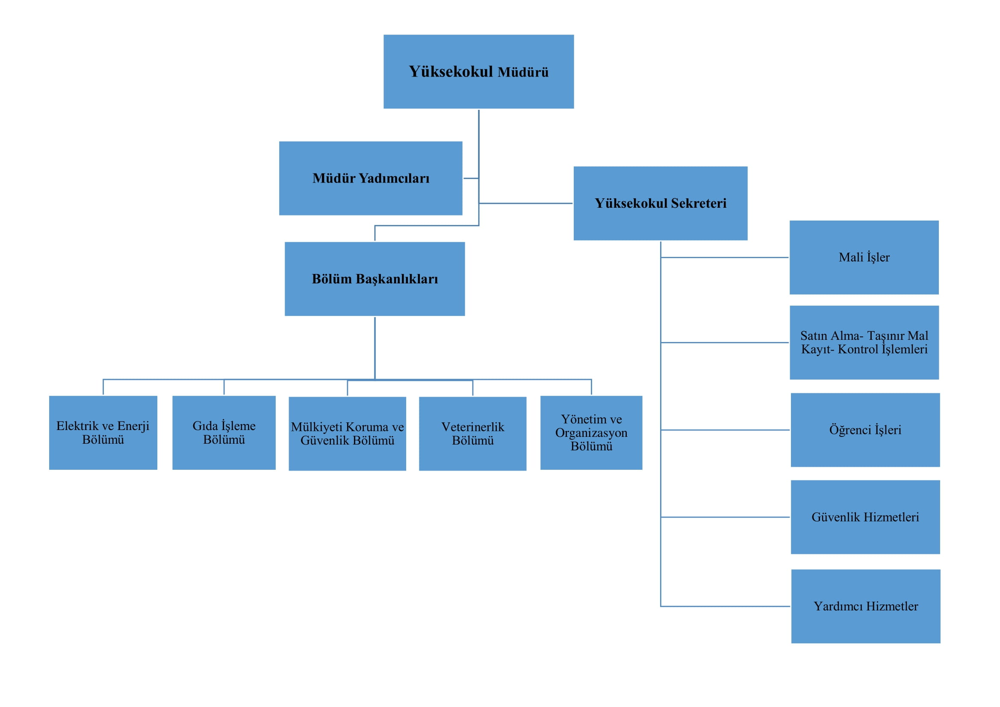 Yüksekokul Müdürü
Müdür Yadımcıları
Yüksekokul Sekreteri
Bölüm Başkanlıkları
Mali İşler
Satın Alma- Taşınır Mal
Kayıt- Kontrol İşlemleri
Elektrik ve Enerji
Bölümü
Gıda İşleme
Bölümü
Mülkiyeti Koruma ve
Güvenlik Bölümü
Veterinerlik
Bölümü
Yönetim ve
Organizasyon
Bölümü
Öğrenci İşleri
Güvenlik Hizmetleri
Yardımcı Hizmetler